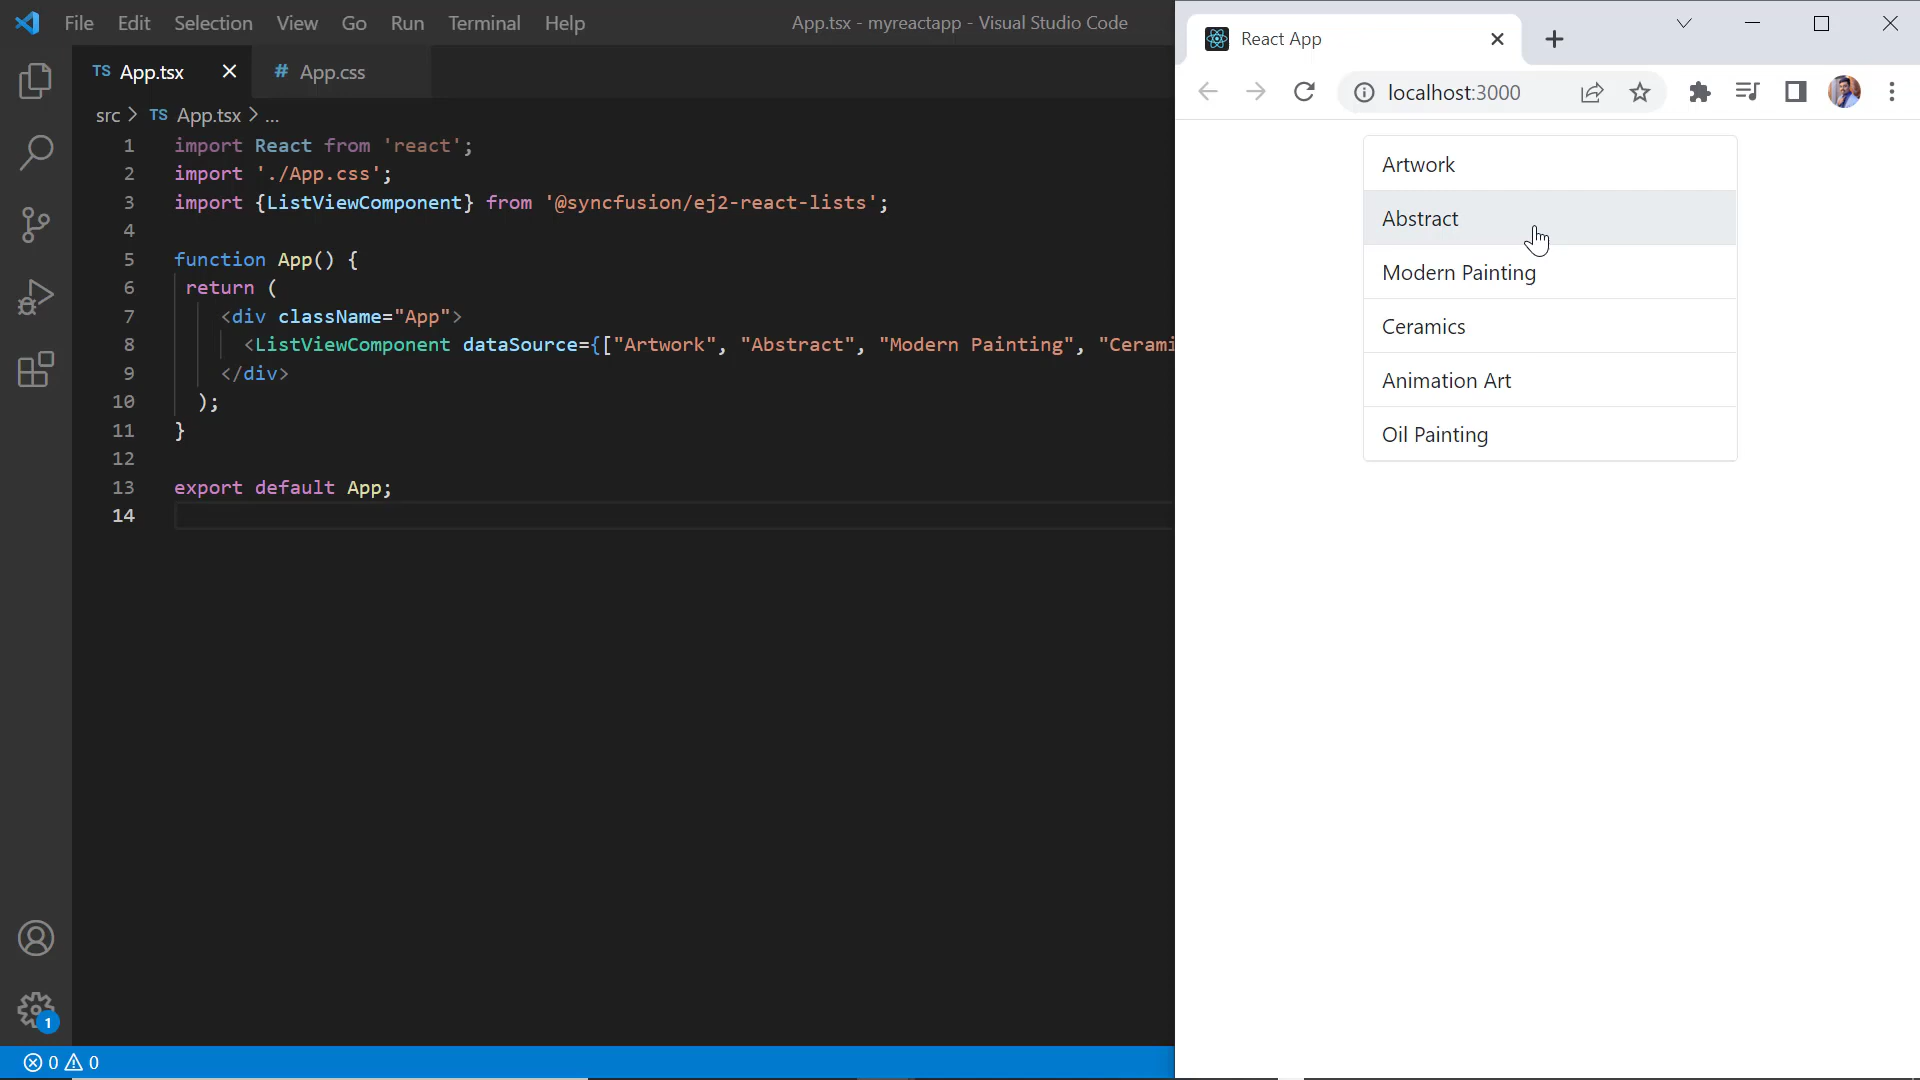 File Edit Selection View Go Run Terminal Help App.tsx - myreactapp - Visual Studio Code
TS App.tsx # App.css
src > TS App.tsx > ...
1 import React from 'react';
2 import './App.css';
3 import {ListViewComponent} from '@syncfusion/ej2-react-lists';
4
5 function App() {
6 return (
7 <div className="App">
8 <ListViewComponent dataSource={["Artwork", "Abstract", "Modern Painting", "Cerami
9 </div>
10 );
11 }
12
13 export default App;
14
1
0 0
React App
localhost:3000
Artwork
Abstract
Modern Painting
Ceramics
Animation Art
Oil Painting